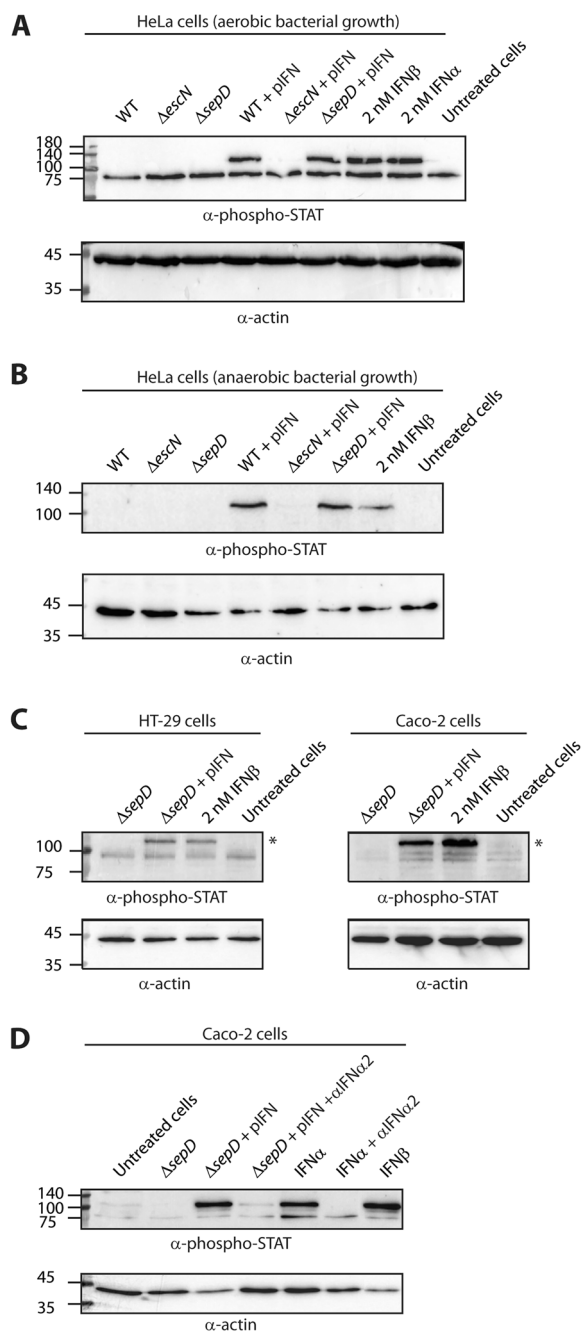 A
HeLa cells (aerobic bacterial growth)
WT
ΔescN
ΔsepD
WT + pIFN
ΔescN + pIFN
ΔsepD + pIFN
2 nM IFNβ
2 nM IFNα
Untreated cells
180
140
100
75
α-phospho-STAT
45
35
α-actin
B
HeLa cells (anaerobic bacterial growth)
WT
ΔescN
ΔsepD
WT + pIFN
ΔescN + pIFN
ΔsepD + pIFN
2 nM IFNβ
Untreated cells
140
100
α-phospho-STAT
45
35
α-actin
C
HT-29 cells
ΔsepD
ΔsepD + pIFN
2 nM IFNβ
Untreated cells
100
75
*
α-phospho-STAT
45
35
α-actin
Caco-2 cells
ΔsepD
ΔsepD + pIFN
2 nM IFNβ
Untreated cells
*
α-phospho-STAT
α-actin
D
Caco-2 cells
Untreated cells
ΔsepD
ΔsepD + pIFN
ΔsepD + pIFN +αIFNα2
IFNα
IFNα + αIFNα2
IFNβ
140
100
75
α-phospho-STAT
45
35
α-actin